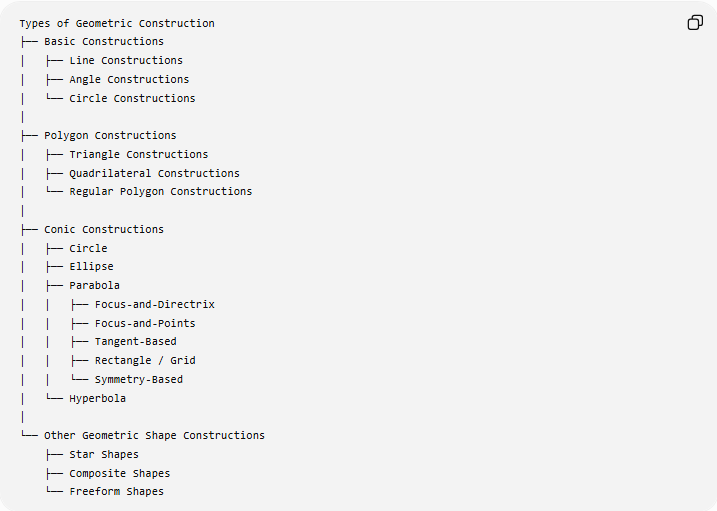 Types of Geometric Construction
├── Basic Constructions
│   ├── Line Constructions
│   ├── Angle Constructions
│   └── Circle Constructions
│
├── Polygon Constructions
│   ├── Triangle Constructions
│   ├── Quadrilateral Constructions
│   └── Regular Polygon Constructions
│
├── Conic Constructions
│   ├── Circle
│   ├── Ellipse
│   ├── Parabola
│   │   ├── Focus-and-Directrix
│   │   ├── Focus-and-Points
│   │   ├── Tangent-Based
│   │   ├── Rectangle / Grid
│   │   └── Symmetry-Based
│   └── Hyperbola
│
└── Other Geometric Shape Constructions
    ├── Star Shapes
    ├── Composite Shapes
    └── Freeform Shapes